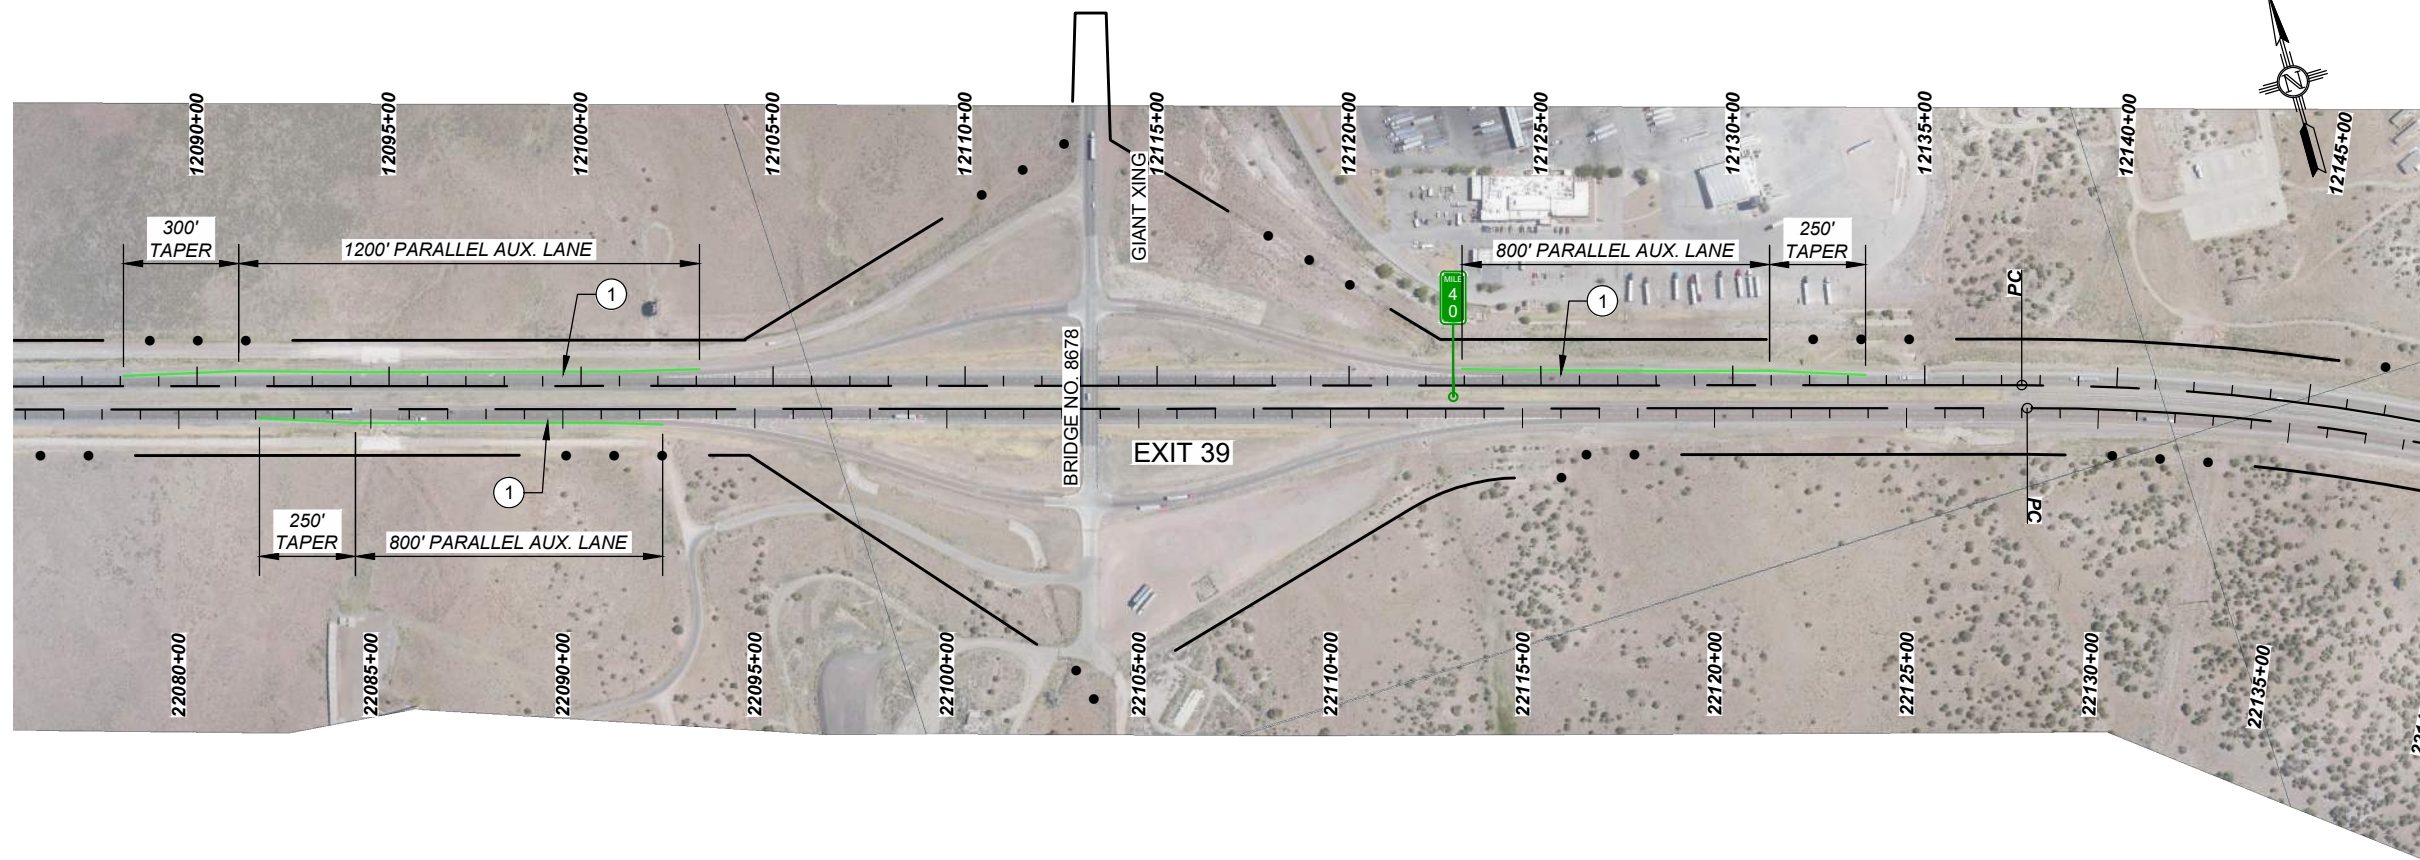 12090+00
12095+00
12100+00
12105+00
12110+00
12115+00
12120+00
12125+00
12130+00
12135+00
12140+00
12145+00
N
300'
TAPER
1200' PARALLEL AUX. LANE
1
GIANT XING
800' PARALLEL AUX. LANE
250'
TAPER
MILE
4
0
1
PC
BRIDGE NO. 8678
EXIT 39
1
250'
TAPER
800' PARALLEL AUX. LANE
PC
22080+00
22085+00
22090+00
22095+00
22100+00
22105+00
22110+00
22115+00
22120+00
22125+00
22130+00
22135+00